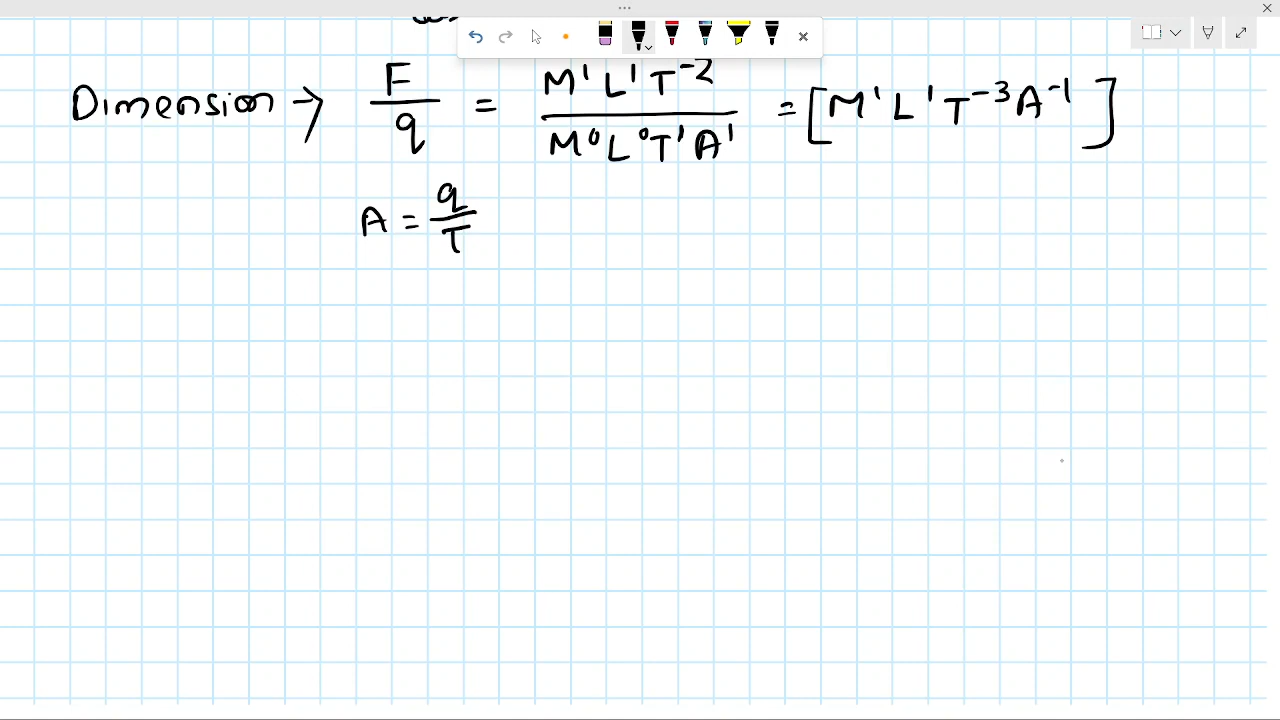 Dimension → F/q = M¹L¹T⁻²/M⁰L⁰T¹A¹ = [M¹L¹T⁻³A⁻¹]
A = q/T